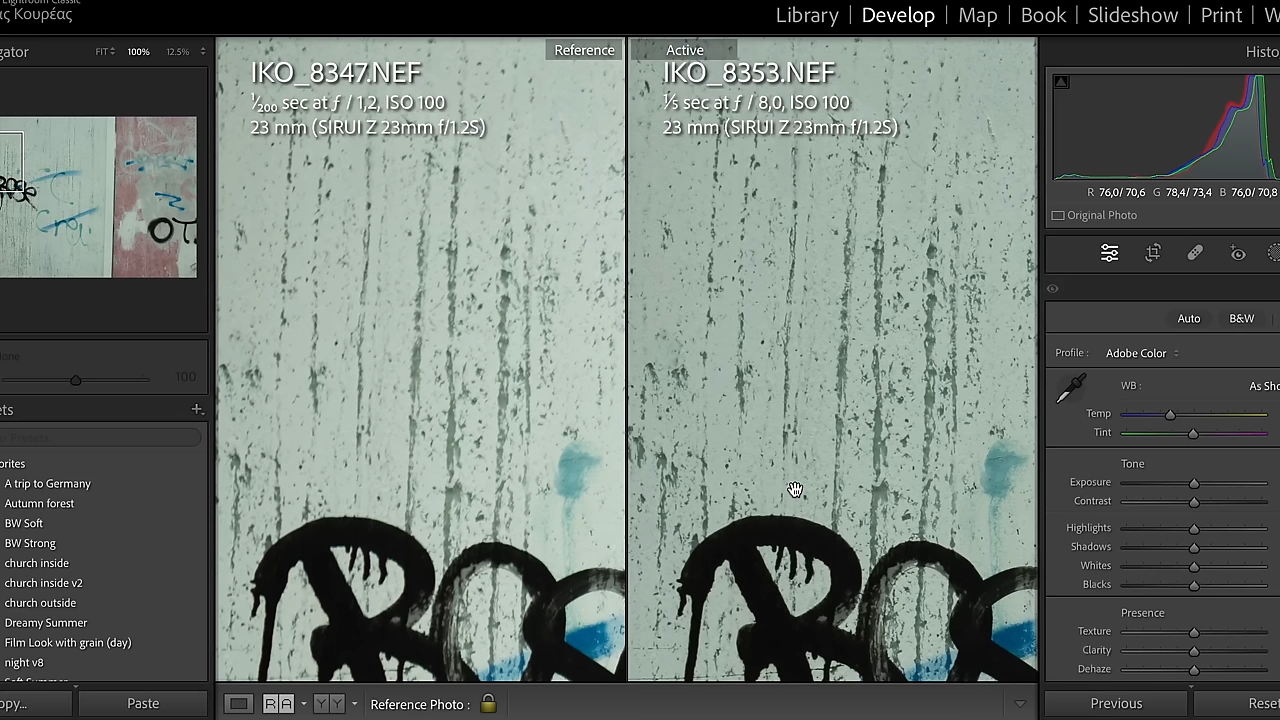 ας Κουρέας
Library | Develop | Map | Book | Slideshow | Print |
FIT 100% 12.5%
100
orites
A trip to Germany
Autumn forest
BW Soft
BW Strong
church inside
church inside v2
church outside
Dreamy Summer
Film Look with grain (day)
night v8
Paste
Reference
IKO_8347.NEF
1/200 sec at ƒ / 1,2, ISO 100
23 mm (SIRUI Z 23mm f/1.2S)
Active
IKO_8353.NEF
1/5 sec at ƒ / 8,0, ISO 100
23 mm (SIRUI Z 23mm f/1.2S)
R A Y Y Reference Photo :
Histo
R 76,0/ 70,6 G 78,4/ 73,4 B 76,0/ 70,8
Original Photo
Auto B&W
Profile : Adobe Color
WB : As Sho
Temp
Tint
Tone
Exposure
Contrast
Highlights
Shadows
Whites
Blacks
Presence
Texture
Clarity
Dehaze
Previous Rese